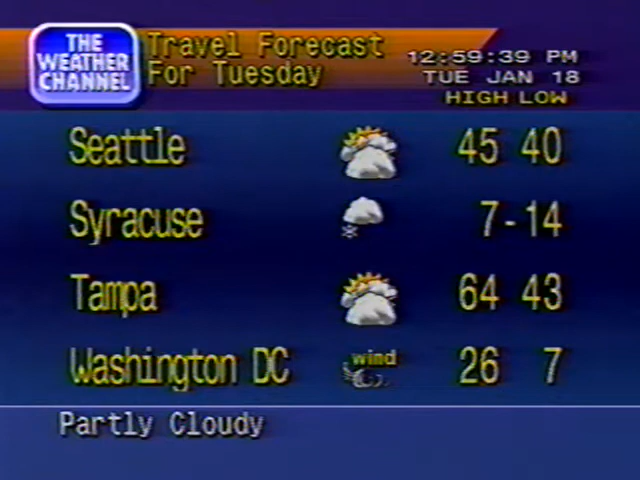 THE
WEATHER
CHANNEL
Travel Forecast
For Tuesday
12:59:39 PM
TUE JAN 18
HIGH LOW
Seattle 45 40
Syracuse 7 -14
Tampa 64 43
Washington DC wind 26 7
Partly Cloudy